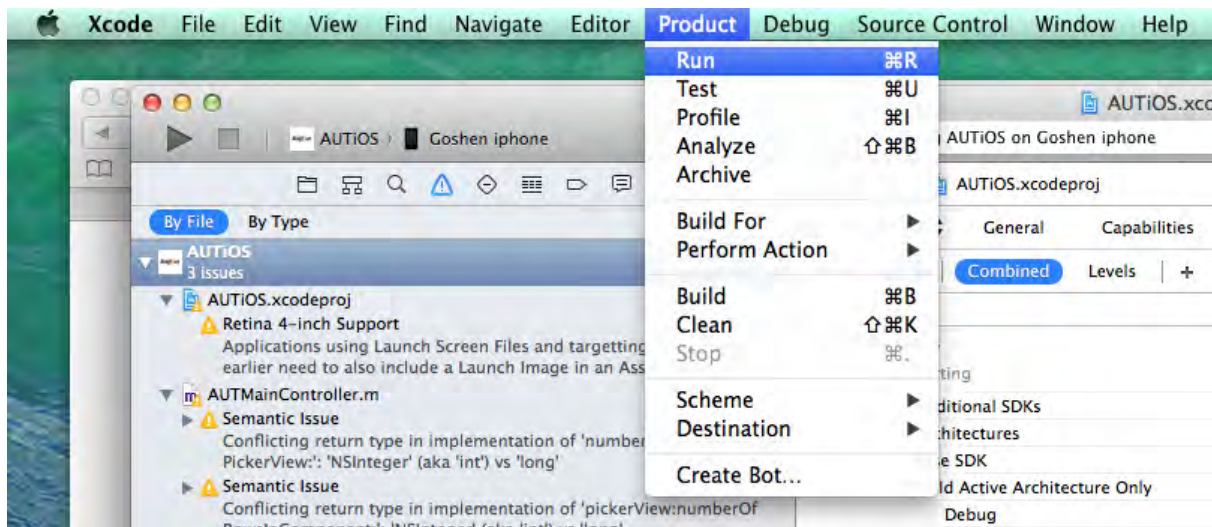 Xcode File Edit View Find Navigate Editor Product Debug Source Control Window Help
Run ⌘R
Test ⌘U
Profile ⌘I
Analyze ⇧⌘B
Archive
Build For
Perform Action
Build ⌘B
Clean ⇧⌘K
Stop ⌘.
Scheme
Destination
Create Bot...
AUTiOS.xc
AUTiOS Goshen iphone
AUTiOS on Goshen iphone
AUTiOS.xcodeproj
By File By Type
General Capabilities
AUTiOS
3 issues
Combined Levels +
AUTiOS.xcodeproj
Retina 4-inch Support
Applications using Launch Screen Files and targetting
earlier need to also include a Launch Image in an Ass
AUTMainController.m
Semantic Issue
Conflicting return type in implementation of 'number
PickerView:': 'NSInteger' (aka 'int') vs 'long'
Semantic Issue
Conflicting return type in implementation of 'pickerView:numberOf
ting
ditional SDKs
chitectures
e SDK
ld Active Architecture Only
Debug